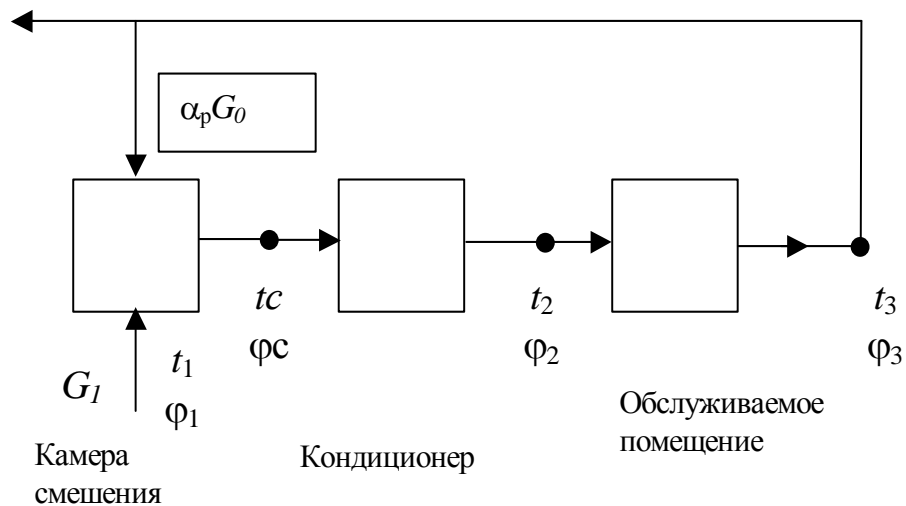 αрG0
tc
φc
t2
φ2
t3
φ3
G1
t1
φ1
Камера
смешения
Кондиционер
Обслуживаемое
помещение